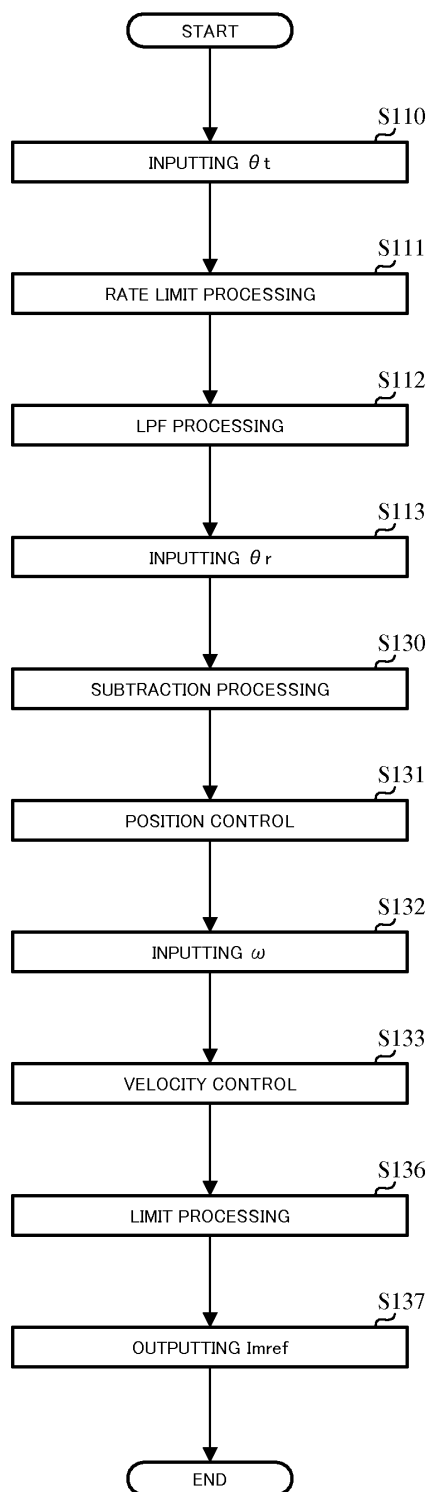 START
S110
INPUTTING θt
S111
RATE LIMIT PROCESSING
S112
LPF PROCESSING
S113
INPUTTING θr
S130
SUBTRACTION PROCESSING
S131
POSITION CONTROL
S132
INPUTTING ω
S133
VELOCITY CONTROL
S136
LIMIT PROCESSING
S137
OUTPUTTING Imref
END